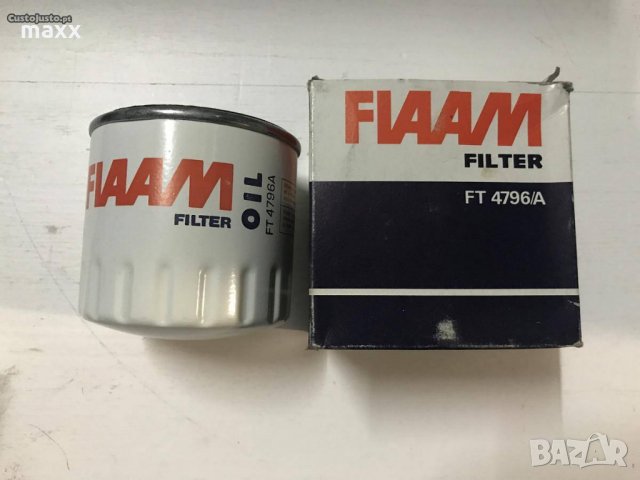 CustoJusto.pt
maxx
FIAAM
FILTER
OIL
FT 4796A
FIAAM
FILTER
FT 4796/A
BAZAR